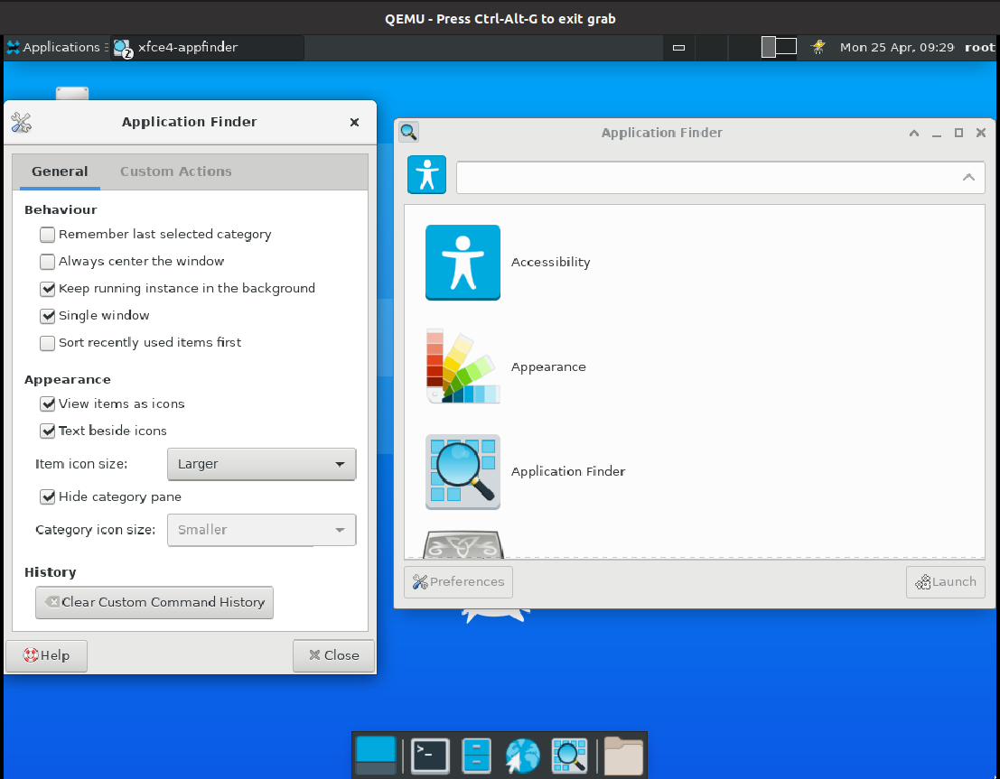 QEMU - Press Ctrl-Alt-G to exit grab
Applications
xfce4-appfinder
2
Mon 25 Apr, 09:29
root
Application Finder
General
Custom Actions
Behaviour
Remember last selected category
Always center the window
Keep running instance in the background
Single window
Sort recently used items first
Appearance
View items as icons
Text beside icons
Item icon size:
Larger
Hide category pane
Category icon size:
Smaller
History
Clear Custom Command History
Help
Close
Application Finder
Accessibility
Appearance
Application Finder
Preferences
Launch
>_